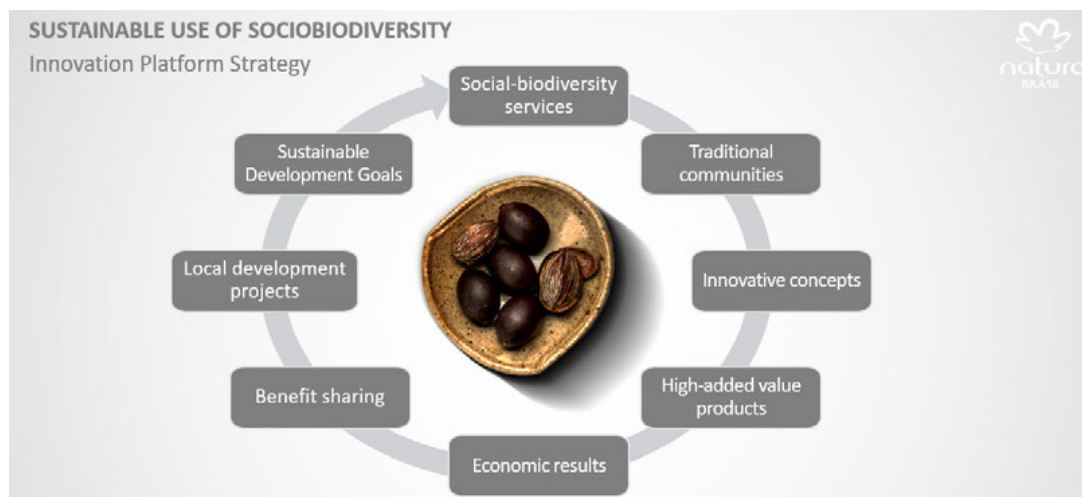 SUSTAINABLE USE OF SOCIOBIODIVERSITY
Innovation Platform Strategy
natura
BRASIL
Social-biodiversity
services
Traditional
communities
Innovative concepts
High-added value
products
Economic results
Benefit sharing
Local development
projects
Sustainable
Development Goals